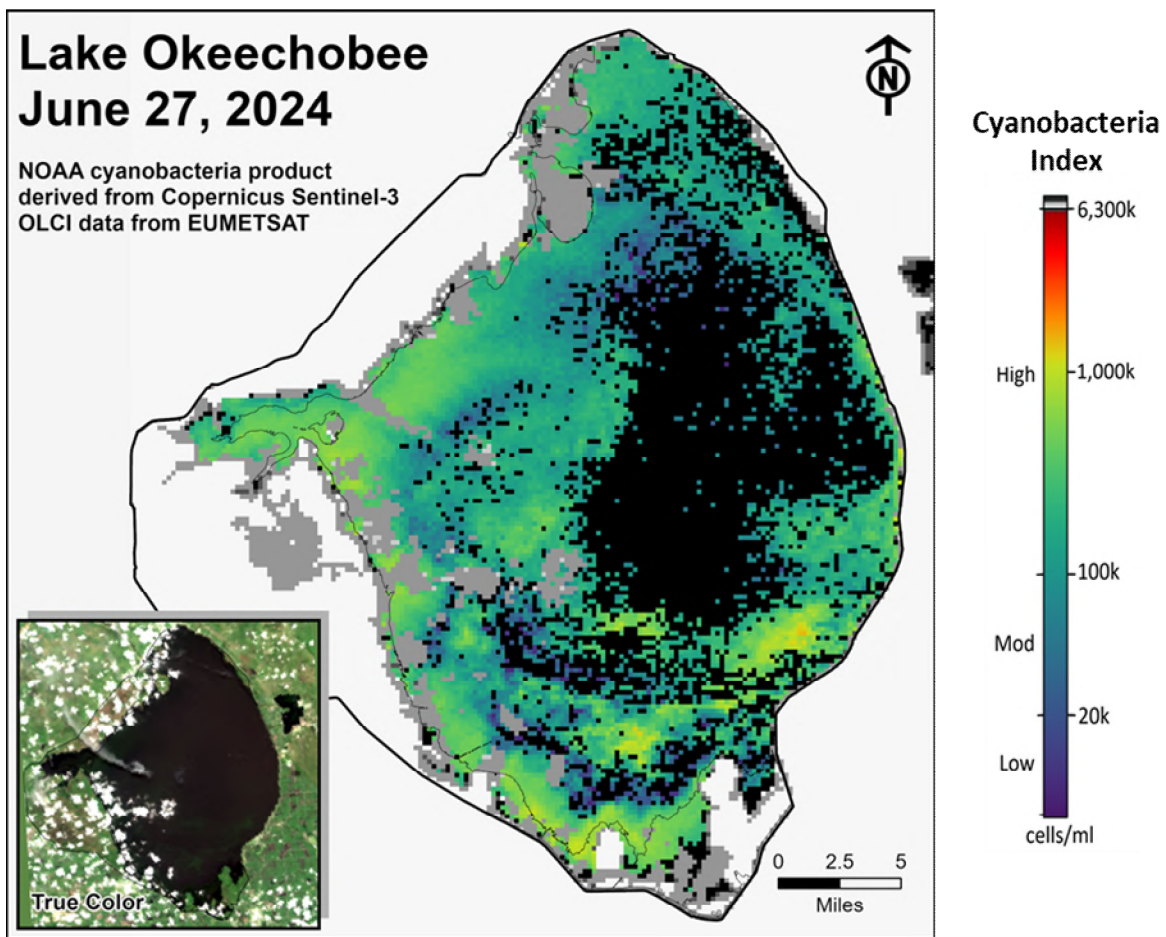 Lake Okeechobee
June 27, 2024
NOAA cyanobacteria product
derived from Copernicus Sentinel-3
OLCI data from EUMETSAT
N
Cyanobacteria
Index
6,300k
High
1,000k
100k
Mod
20k
Low
cells/ml
0 2.5 5
Miles
True Color